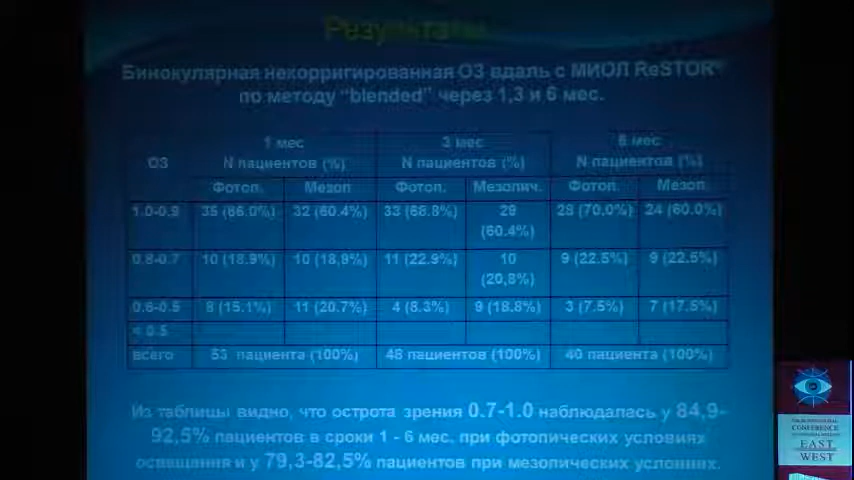 Результаты
Бинокулярная некорригированная ОЗ вдаль с МИОЛ ReSTOR
по методу “blended” через 1,3 и 6 мес.
ОЗ 1 мес 3 мес 6 мес
N пациентов (%) N пациентов (%) N пациентов (%)
Фотоп. Мезоп Фотоп. Мезопич. Фотоп. Мезоп.
1.0-0.9 35 (66.0%) 32 (60.4%) 33 (68.8%) 29 (60.4%) 28 (70.0%) 24 (60.0%)
0.8-0.7 10 (18.9%) 10 (18,9%) 11 (22.9%) 10 (20,8%) 9 (22.5%) 9 (22.5%)
0.6-0.5 8 (15.1%) 11 (20.7%) 4 (8.3%) 9 (18.8%) 3 (7.5%) 7 (17.5%)
< 0.5
всего 53 пациента (100%) 48 пациентов (100%) 40 пациента (100%)
Из таблицы видно, что острота зрения 0.7-1.0 наблюдалась у 84,9-
92,5% пациентов в сроки 1 - 6 мес. при фотопических условиях
освещения и у 79,3-82,5% пациентов при мезопических условиях.
CONFERENCE
EAST
WEST